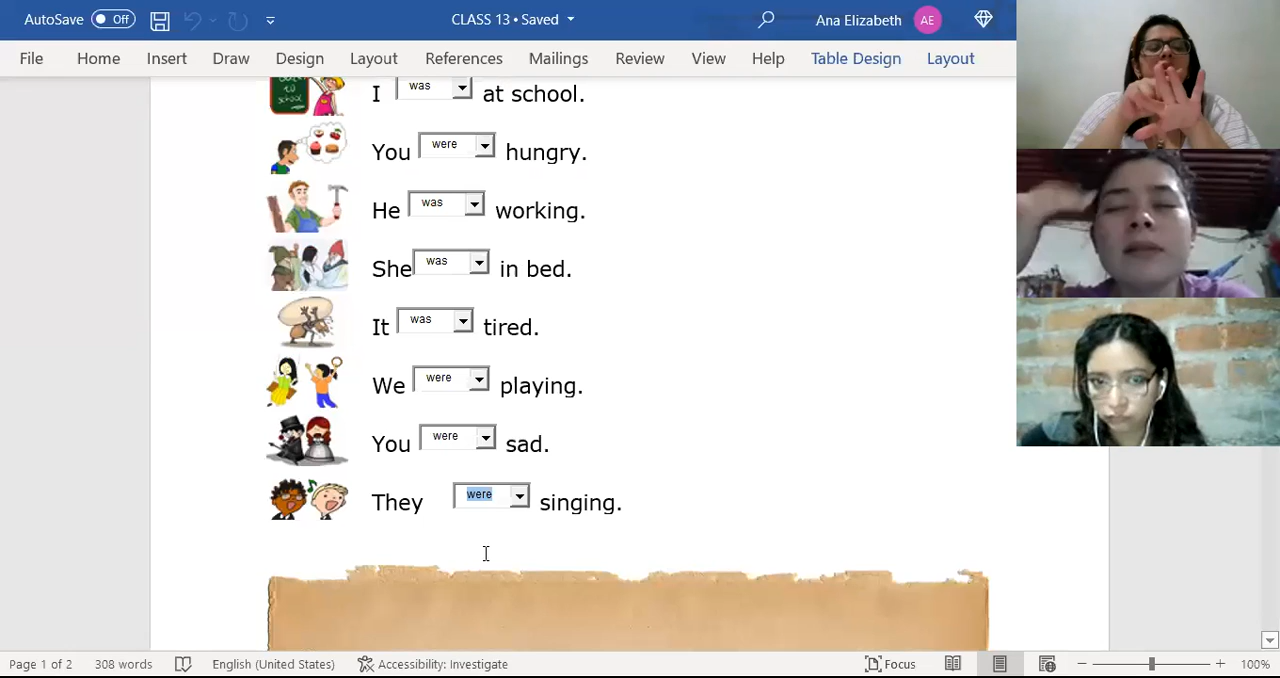 AutoSave Off CLASS 13 • Saved Ana Elizabeth AE
File Home Insert Draw Design Layout References Mailings Review View Help Table Design Layout
I was at school.
You were hungry.
He was working.
She was in bed.
It was tired.
We were playing.
You were sad.
They were singing.
Page 1 of 2 308 words English (United States) Accessibility: Investigate Focus 100%